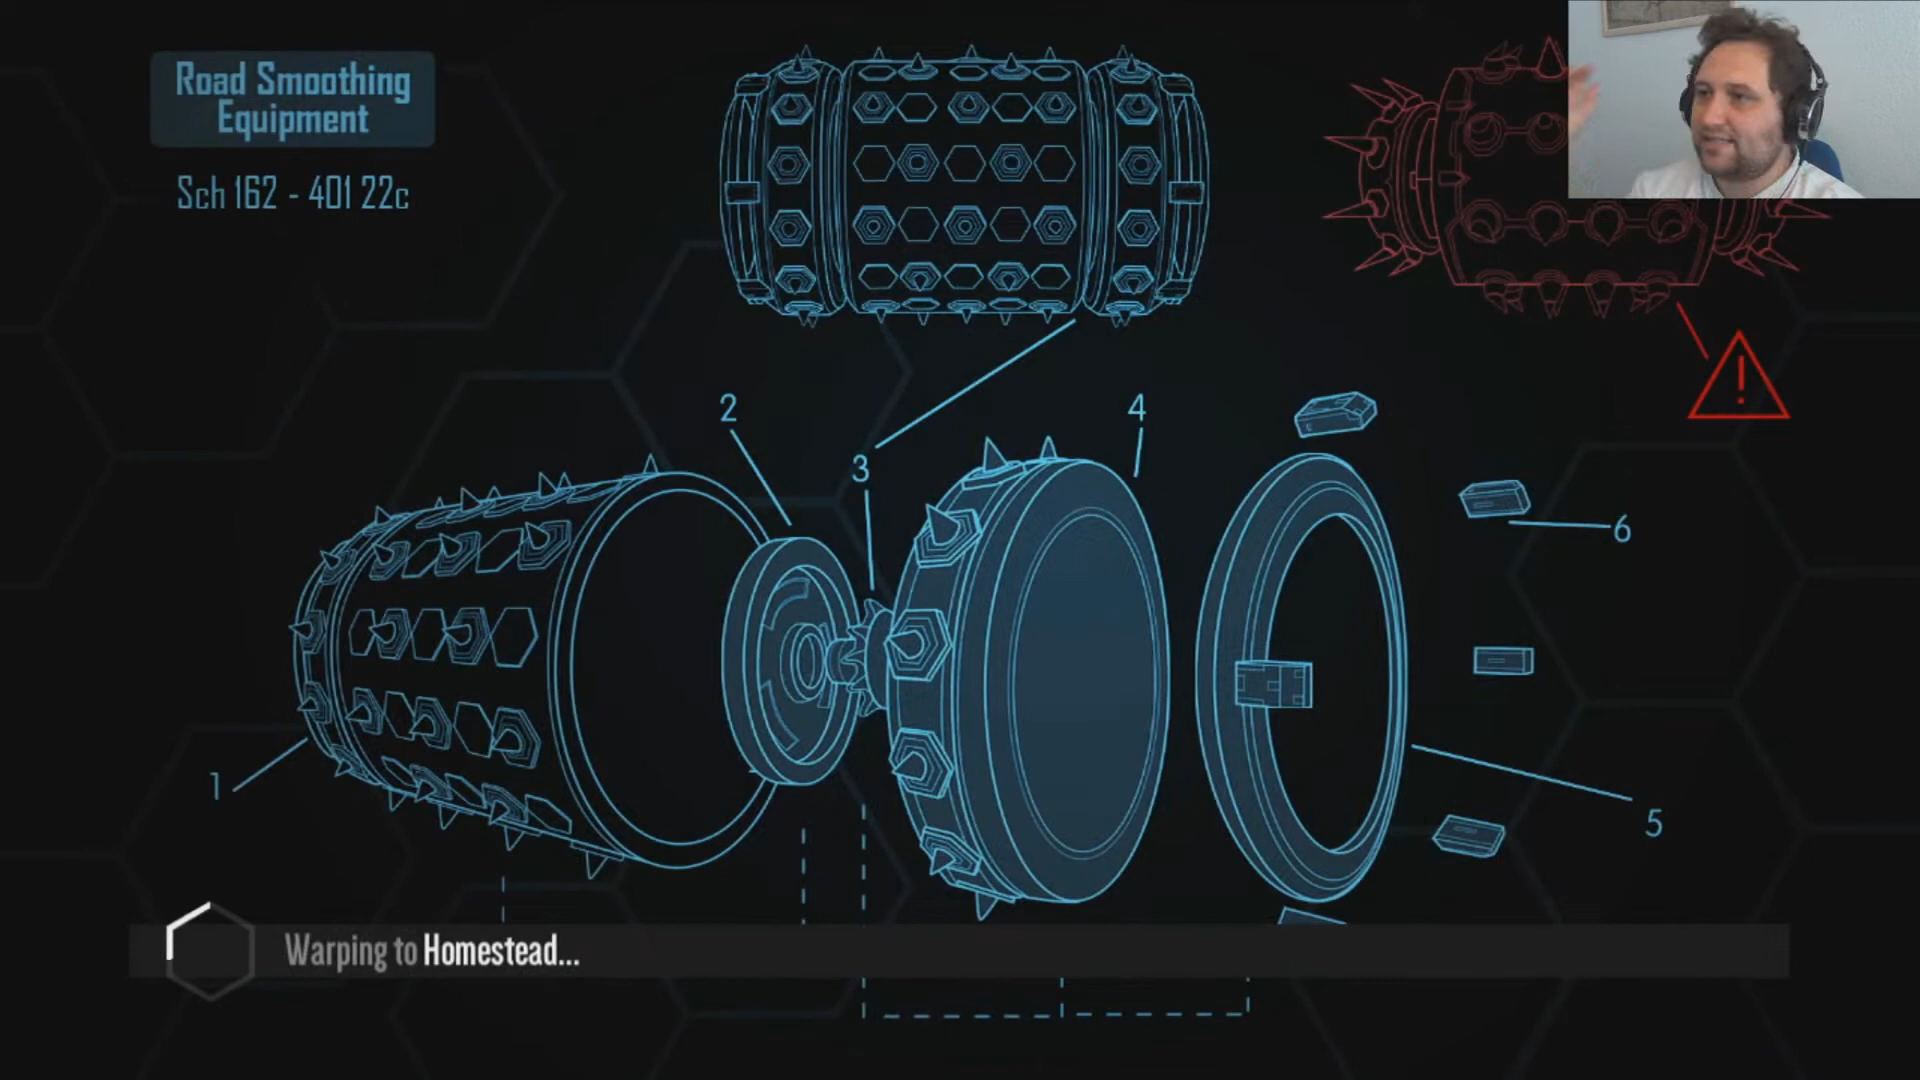 Road Smoothing
Equipment
Sch 162 - 401 22c
2
4
3
6
1
5
Warping to Homestead...